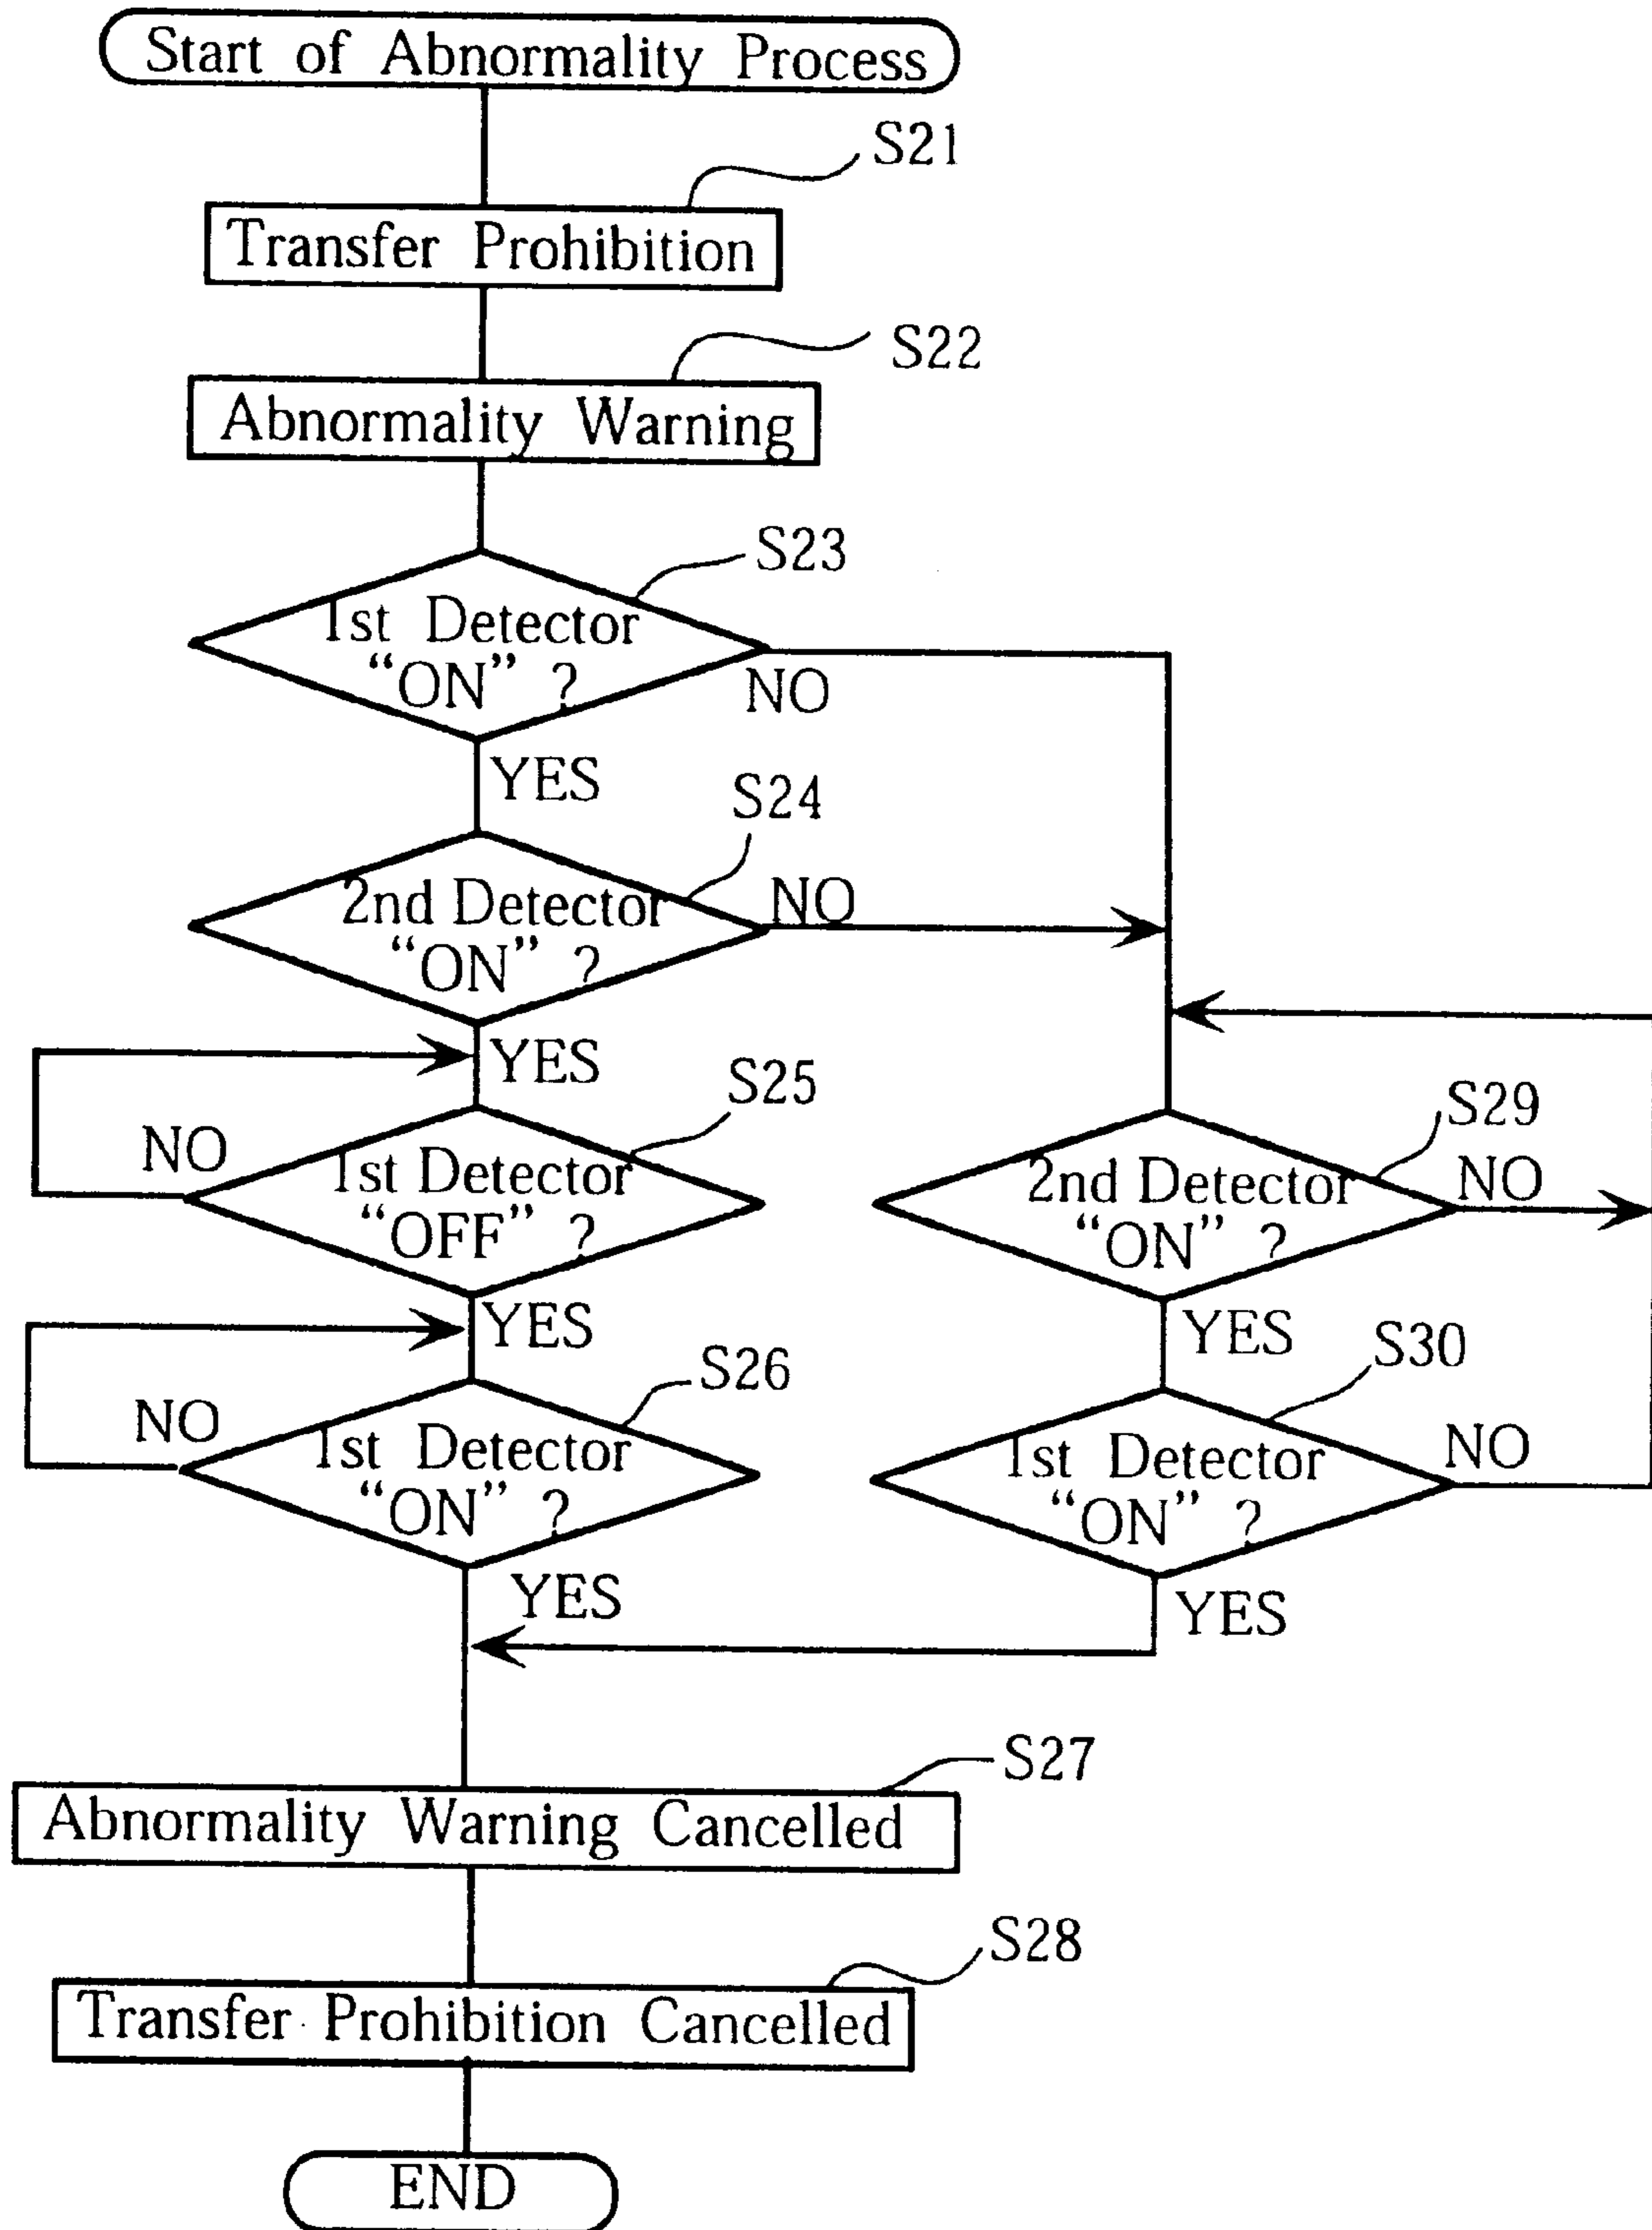 Start of Abnormality Process
S21
Transfer Prohibition
S22
Abnormality Warning
S23
1st Detector
“ON” ?
NO
YES
S24
2nd Detector
“ON” ?
NO
YES
S25
NO
1st Detector
“OFF” ?
YES
S26
NO
1st Detector
“ON” ?
YES
S29
2nd Detector
“ON” ?
NO
YES
S30
1st Detector
“ON” ?
NO
YES
S27
Abnormality Warning Cancelled
S28
Transfer Prohibition Cancelled
END